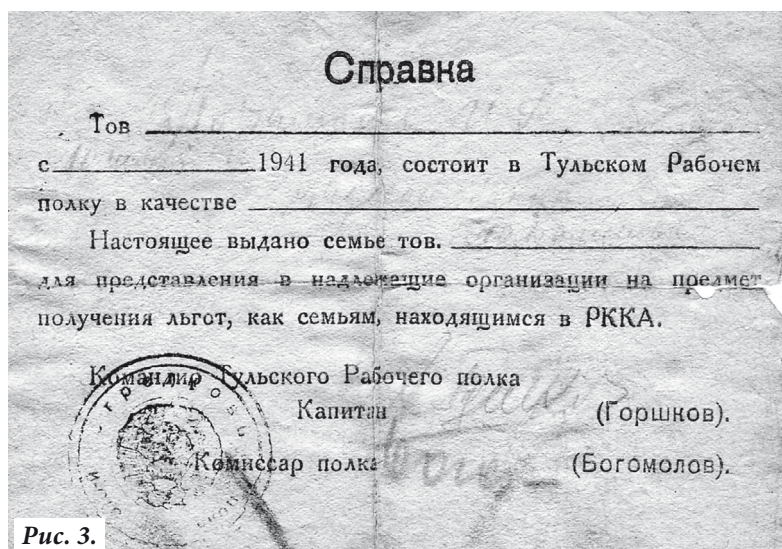 Справка
Тов
с 1941 года, состоит в Тульском Рабочем
полку в качестве
Настоящее выдано семье тов.
для представления в надлежащие организации на предмет
получения льгот, как семьям, находящимся в РККА.
Командир Тульского Рабочего полка
Капитан (Горшков).
Комиссар полка (Богомолов).
Рис. 3.